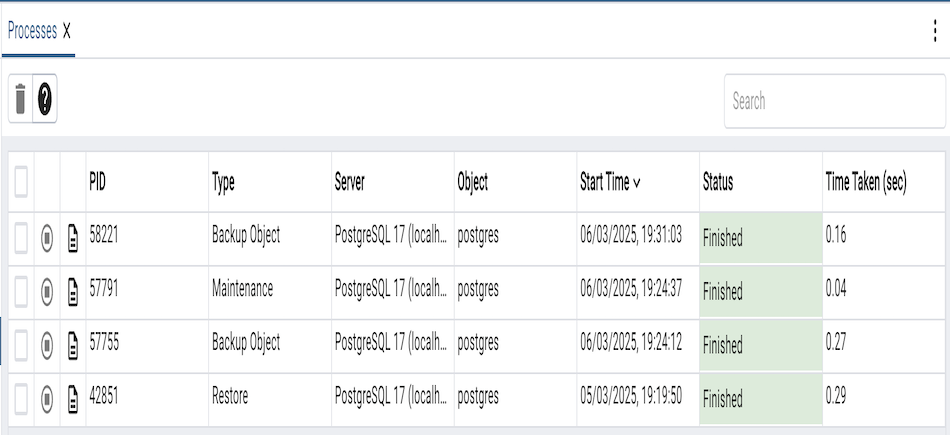 Processes X
?
Search
PID Type Server Object Start Time Status Time Taken (sec)
58221 Backup Object PostgreSQL 17 (localh... postgres 06/03/2025, 19:31:03 Finished 0.16
57791 Maintenance PostgreSQL 17 (localh... postgres 06/03/2025, 19:24:37 Finished 0.04
57755 Backup Object PostgreSQL 17 (localh... postgres 06/03/2025, 19:24:12 Finished 0.27
42851 Restore PostgreSQL 17 (localh... postgres 05/03/2025, 19:19:50 Finished 0.29